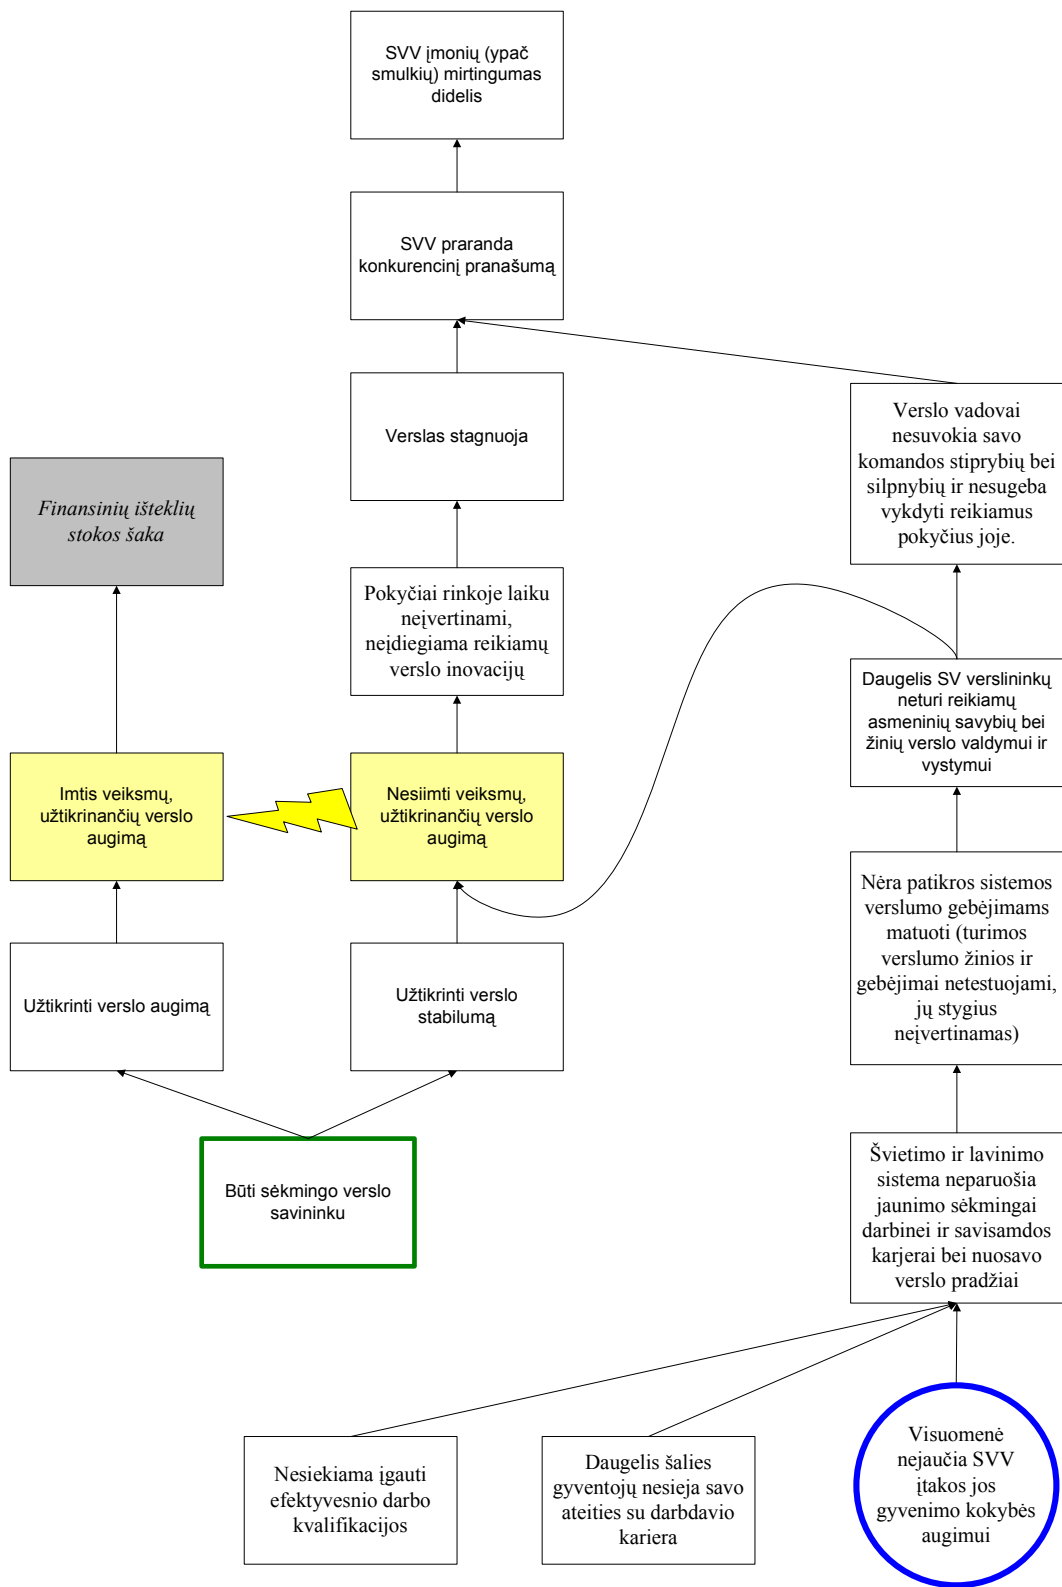 SVV įmonių (ypač
smulkių) mirtingumas
didelis
SVV praranda
konkurencinį pranašumą
Verslas stagnuoja
Verslo vadovai
nesuvokia savo
komandos stiprybių bei
silpnybių ir nesugeba
vykdyti reikiamus
pokyčius joje.
Finansinių išteklių
stokos šaka
Pokyčiai rinkoje laiku
neįvertinami,
neįdiegiama reikiamų
verslo inovacijų
Daugelis SV verslininkų
neturi reikiamų
asmeninių savybių bei
žinių verslo valdymui ir
vystymui
Imtis veiksmų,
užtikrinančių verslo
augimą
Nesiimti veiksmų,
užtikrinančių verslo
augimą
Nėra patikros sistemos
verslumo gebėjimams
matuoti (turimos
verslumo žinios ir
gebėjimai netestuojami,
jų stygius
neįvertinamas)
Užtikrinti verslo augimą
Užtikrinti verslo
stabilumą
Būti sėkmingo verslo
savininku
Švietimo ir lavinimo
sistema neparuošia
jaunimo sėkmingai
darbinei ir savisamdos
karjerai bei nuosavo
verslo pradžiai
Nesiekiama įgauti
efektyvesnio darbo
kvalifikacijos
Daugelis šalies
gyventojų nesieja savo
ateities su darbdavio
kariera
Visuomenė
nejaučia SVV
įtakos jos
gyvenimo kokybės
augimui